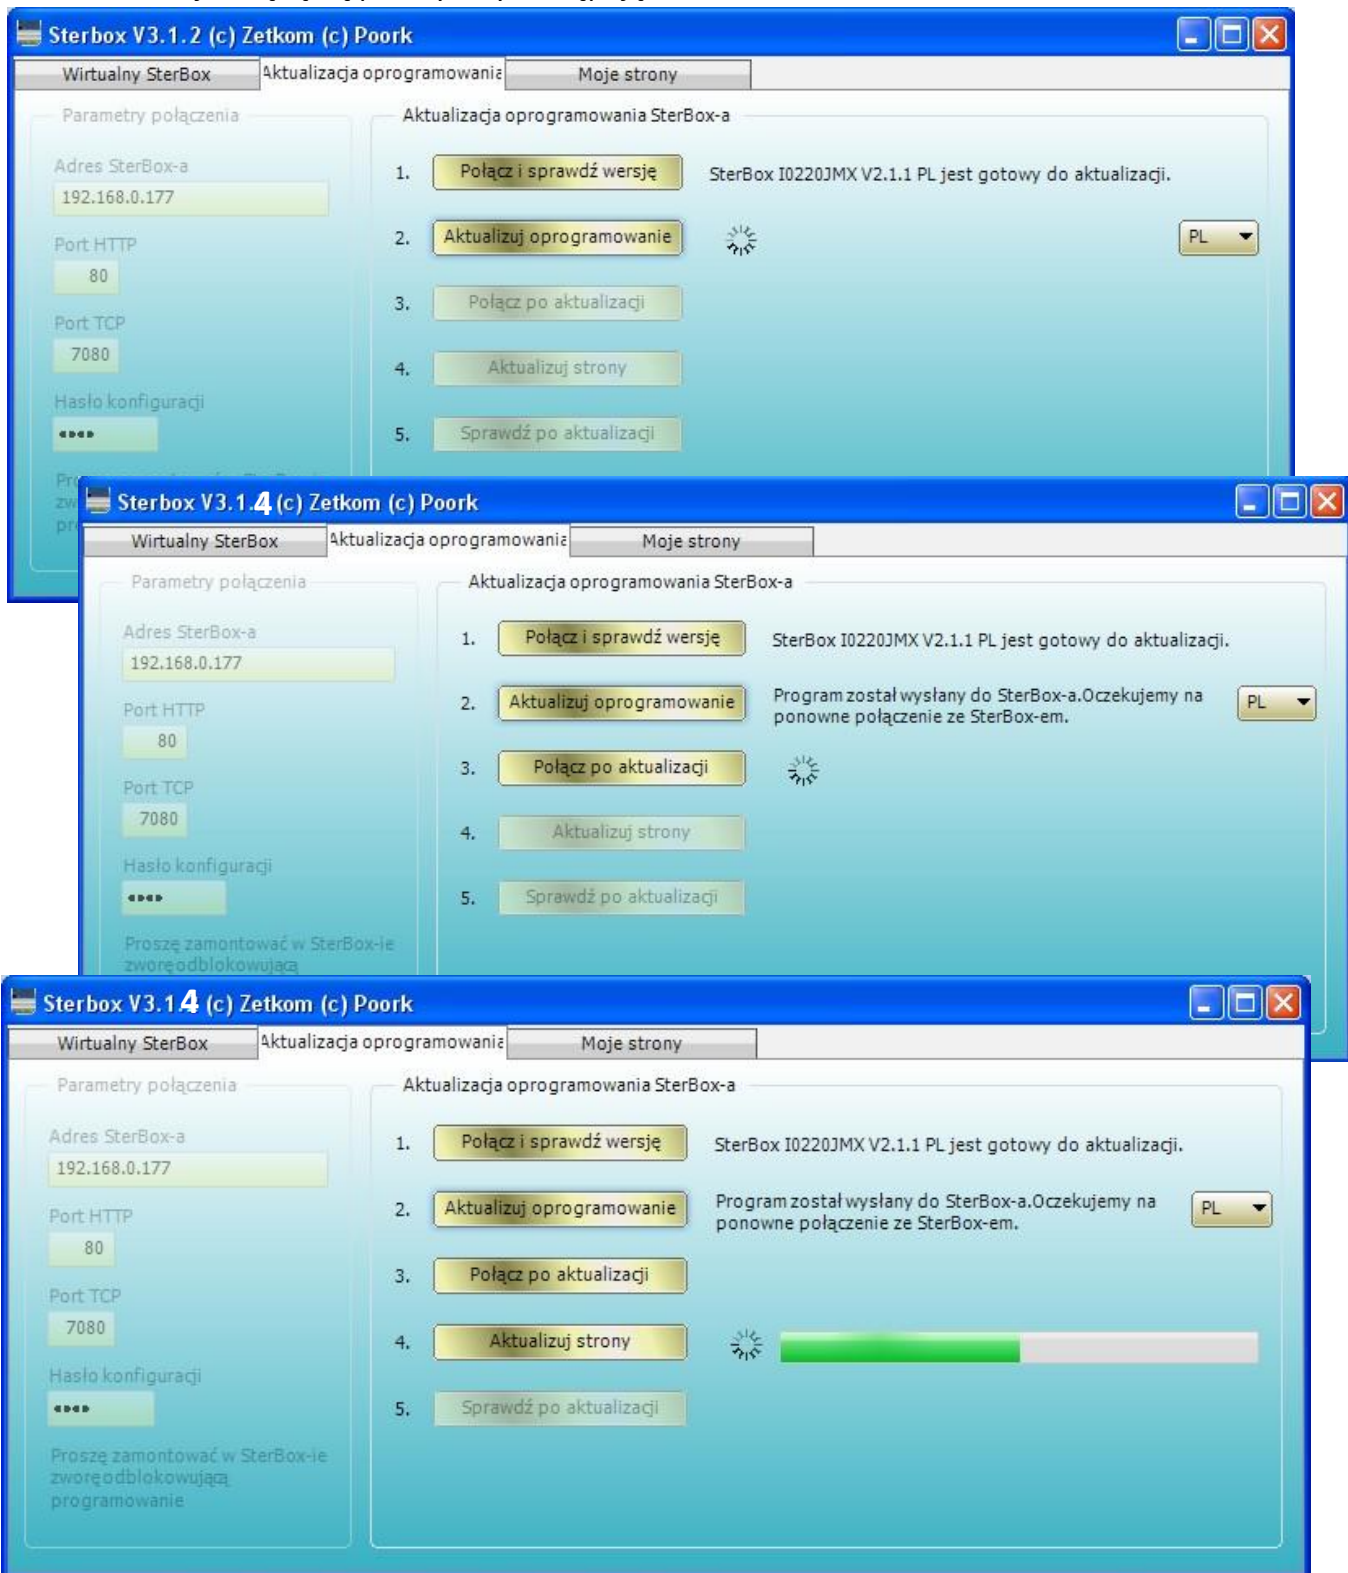 Sterbox V3.1.2 (c) Zetkom (c) Poork
Wirtualny SterBox
Aktualizacja oprogramowania
Moje strony
Parametry połączenia
Adres SterBox-a
192.168.0.177
Port HTTP
80
Port TCP
7080
Hasło konfiguracji
Aktualizacja oprogramowania SterBox-a
1. Połącz i sprawdź wersję
SterBox I0220JMX V2.1.1 PL jest gotowy do aktualizacji.
2. Aktualizuj oprogramowanie
PL
3. Połącz po aktualizacji
4. Aktualizuj strony
5. Sprawdź po aktualizacji
Sterbox V3.1.4 (c) Zetkom (c) Poork
Wirtualny SterBox
Aktualizacja oprogramowania
Moje strony
Parametry połączenia
Adres SterBox-a
192.168.0.177
Port HTTP
80
Port TCP
7080
Hasło konfiguracji
Proszę zamontować w SterBox-ie
zworę odblokowującą
Aktualizacja oprogramowania SterBox-a
1. Połącz i sprawdź wersję
SterBox I0220JMX V2.1.1 PL jest gotowy do aktualizacji.
2. Aktualizuj oprogramowanie
Program został wysłany do SterBox-a.Oczekujemy na
ponowne połączenie ze SterBox-em.
PL
3. Połącz po aktualizacji
4. Aktualizuj strony
5. Sprawdź po aktualizacji
Sterbox V3.1.4 (c) Zetkom (c) Poork
Wirtualny SterBox
Aktualizacja oprogramowania
Moje strony
Parametry połączenia
Adres SterBox-a
192.168.0.177
Port HTTP
80
Port TCP
7080
Hasło konfiguracji
Proszę zamontować w SterBox-ie
zworę odblokowującą
programowanie
Aktualizacja oprogramowania SterBox-a
1. Połącz i sprawdź wersję
SterBox I0220JMX V2.1.1 PL jest gotowy do aktualizacji.
2. Aktualizuj oprogramowanie
Program został wysłany do SterBox-a.Oczekujemy na
ponowne połączenie ze SterBox-em.
PL
3. Połącz po aktualizacji
4. Aktualizuj strony
5. Sprawdź po aktualizacji